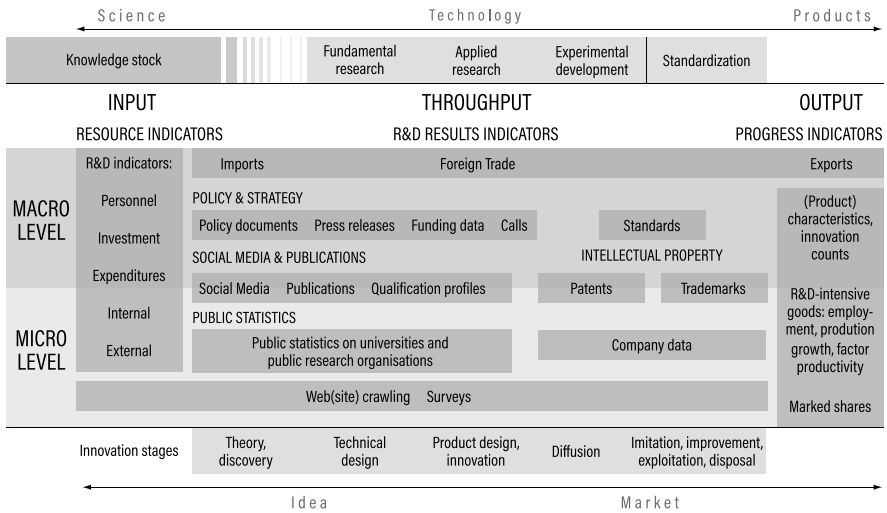 Science
Technology
Products
Knowledge stock
Fundamental
research
Applied
research
Experimental
development
Standardization
INPUT
THROUGHPUT
OUTPUT
RESOURCE INDICATORS
R&D RESULTS INDICATORS
PROGRESS INDICATORS
MACRO
LEVEL
MICRO
LEVEL
R&D indicators:
Personnel
Investment
Expenditures
Internal
External
Imports
Foreign Trade
Exports
POLICY & STRATEGY
Policy documents
Press releases
Funding data
Calls
Standards
SOCIAL MEDIA & PUBLICATIONS
INTELLECTUAL PROPERTY
Social Media
Publications
Qualification profiles
Patents
Trademarks
PUBLIC STATISTICS
Public statistics on universities and
public research organisations
Company data
Web(site) crawling
Surveys
(Product)
characteristics,
innovation
counts
R&D-intensive
goods: employ-
ment, prodution
growth, factor
productivity
Marked shares
Innovation stages
Theory,
discovery
Technical
design
Product design,
innovation
Diffusion
Imitation, improvement,
exploitation, disposal
Idea
Market